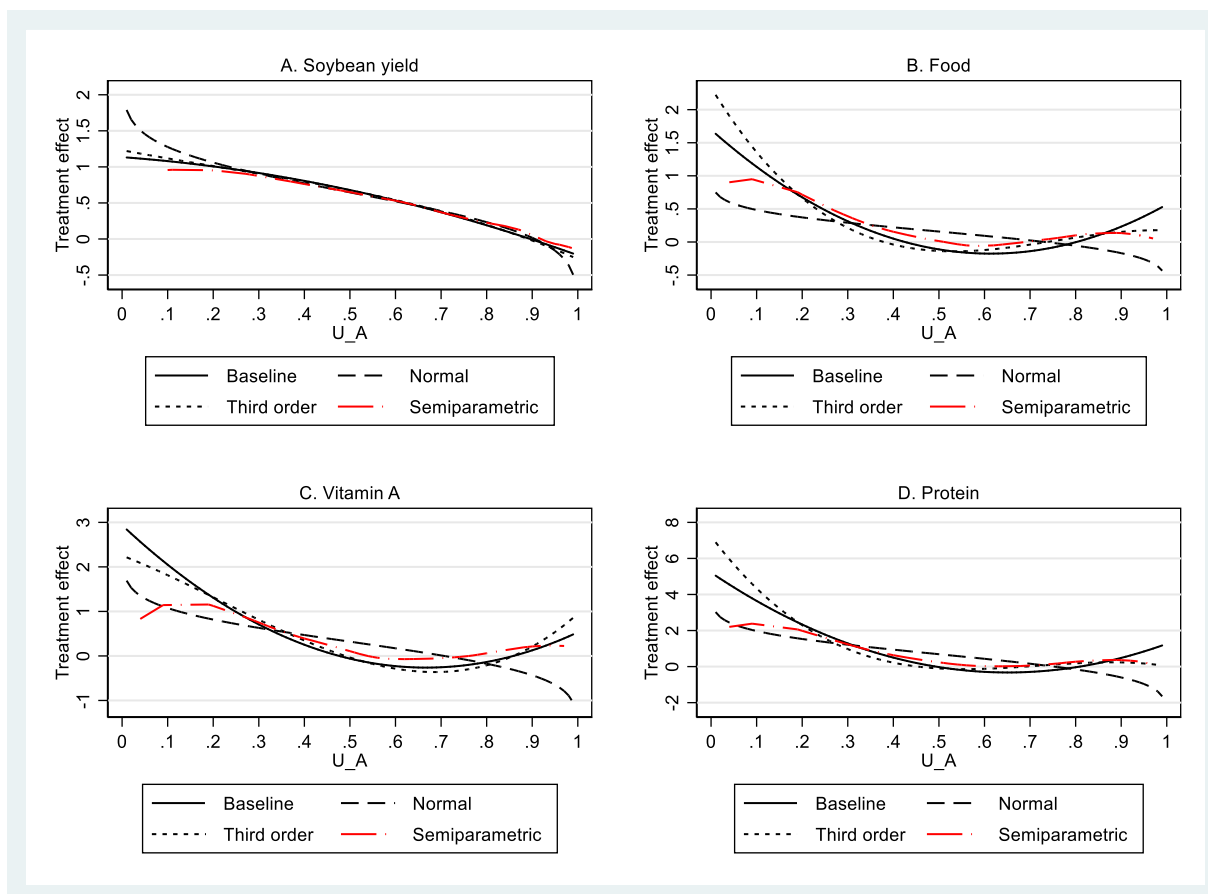 A. Soybean yield
Treatment effect
2
1.5
1
.5
0
-.5
0 .1 .2 .3 .4 .5 .6 .7 .8 .9 1
U_A
Baseline Normal
Third order Semiparametric
B. Food
Treatment effect
2
1.5
1
.5
0
-.5
0 .1 .2 .3 .4 .5 .6 .7 .8 .9 1
U_A
Baseline Normal
Third order Semiparametric
C. Vitamin A
Treatment effect
3
2
1
0
-1
0 .1 .2 .3 .4 .5 .6 .7 .8 .9 1
U_A
Baseline Normal
Third order Semiparametric
D. Protein
Treatment effect
8
6
4
2
0
-2
0 .1 .2 .3 .4 .5 .6 .7 .8 .9 1
U_A
Baseline Normal
Third order Semiparametric